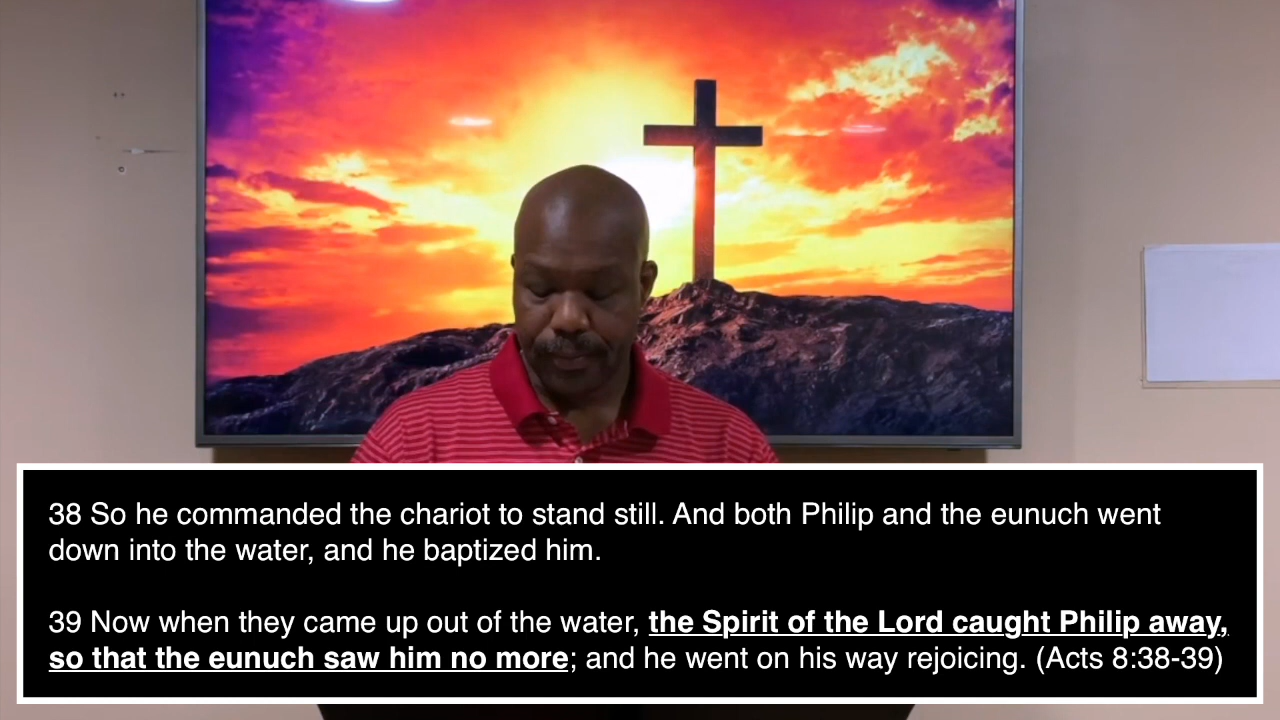 38 So he commanded the chariot to stand still. And both Philip and the eunuch went
down into the water, and he baptized him.
39 Now when they came up out of the water, the Spirit of the Lord caught Philip away,
so that the eunuch saw him no more; and he went on his way rejoicing. (Acts 8:38-39)